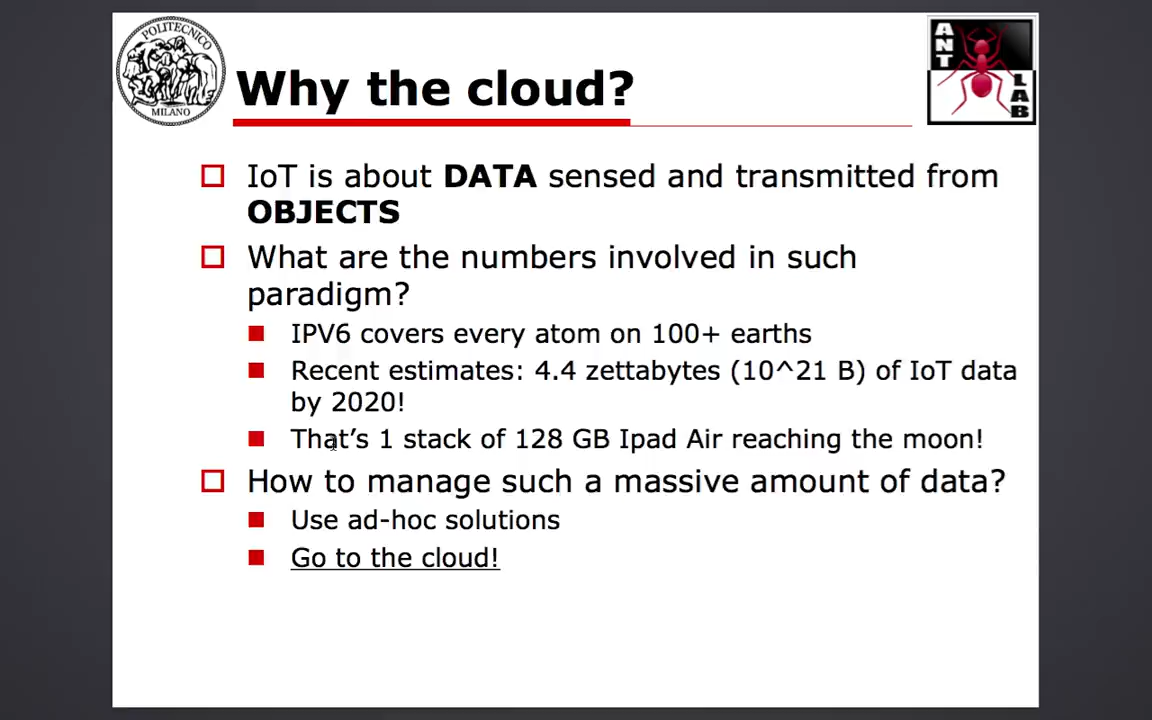 POLITECNICO
MILANO
Why the cloud?
ANT
LAB
IoT is about DATA sensed and transmitted from
OBJECTS
What are the numbers involved in such
paradigm?
IPV6 covers every atom on 100+ earths
Recent estimates: 4.4 zettabytes (10^21 B) of IoT data
by 2020!
That's 1 stack of 128 GB Ipad Air reaching the moon!
How to manage such a massive amount of data?
Use ad-hoc solutions
Go to the cloud!